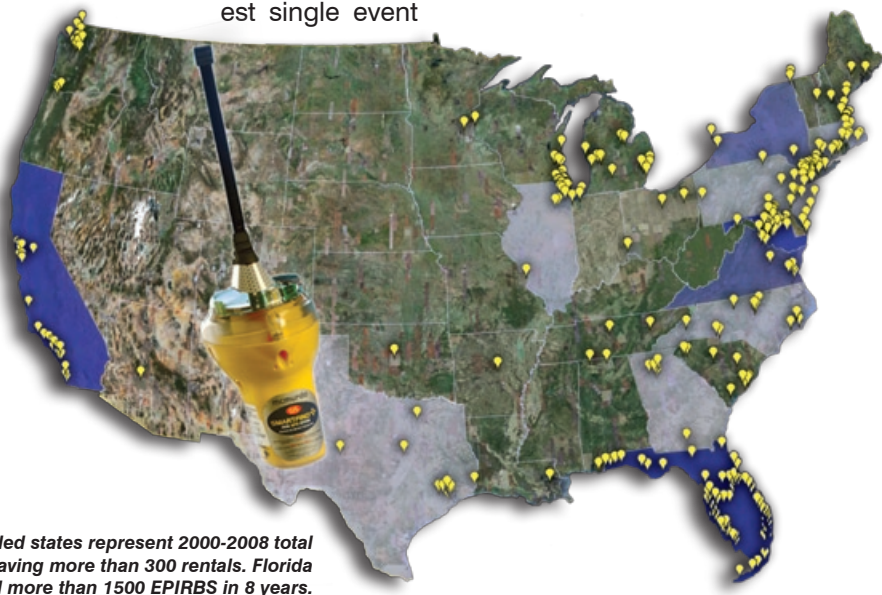 est single event
SMARTFIND
led states represent 2000-2008 total
aving more than 300 rentals. Florida
more than 1500 EPIRBS in 8 years.